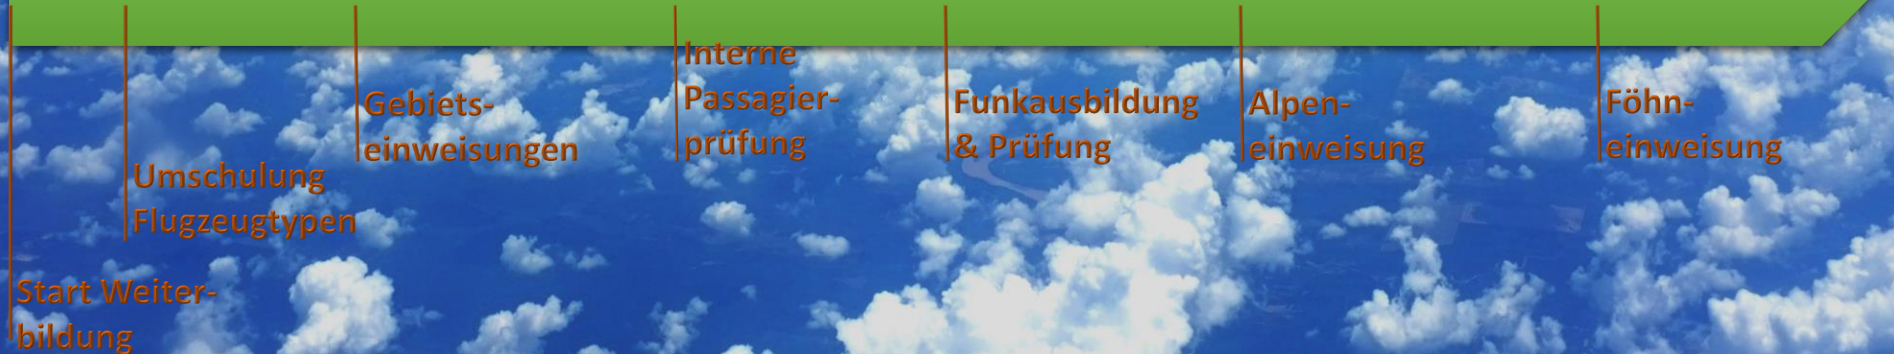 Start Weiter-
bildung
Umschulung
Flugzeugtypen
Gebiets-
einweisungen
Interne
Passagier-
prüfung
Funkausbildung
& Prüfung
Alpen-
einweisung
Föhn-
einweisung